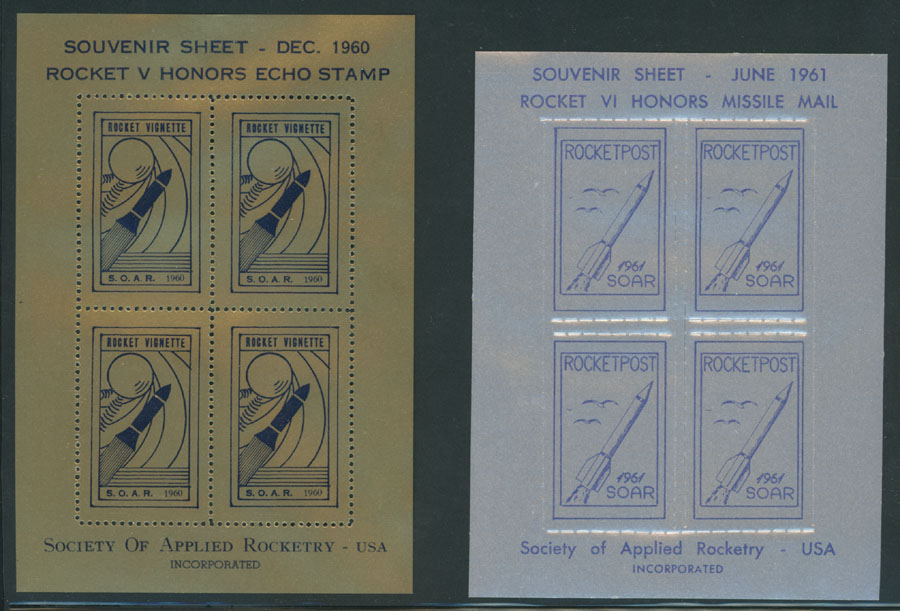 SOUVENIR SHEET - DEC. 1960
ROCKET V HONORS ECHO STAMP
ROCKET VIGNETTE
S.O.A.R. 1960
ROCKET VIGNETTE
S.O.A.R. 1960
ROCKET VIGNETTE
S.O.A.R. 1960
ROCKET VIGNETTE
S.O.A.R. 1960
SOCIETY OF APPLIED ROCKETRY - USA
INCORPORATED
SOUVENIR SHEET - JUNE 1961
ROCKET VI HONORS MISSILE MAIL
ROCKETPOST
1961
SOAR
ROCKETPOST
1961
SOAR
ROCKETPOST
1961
SOAR
ROCKETPOST
1961
SOAR
Society of Applied Rocketry - USA
INCORPORATED